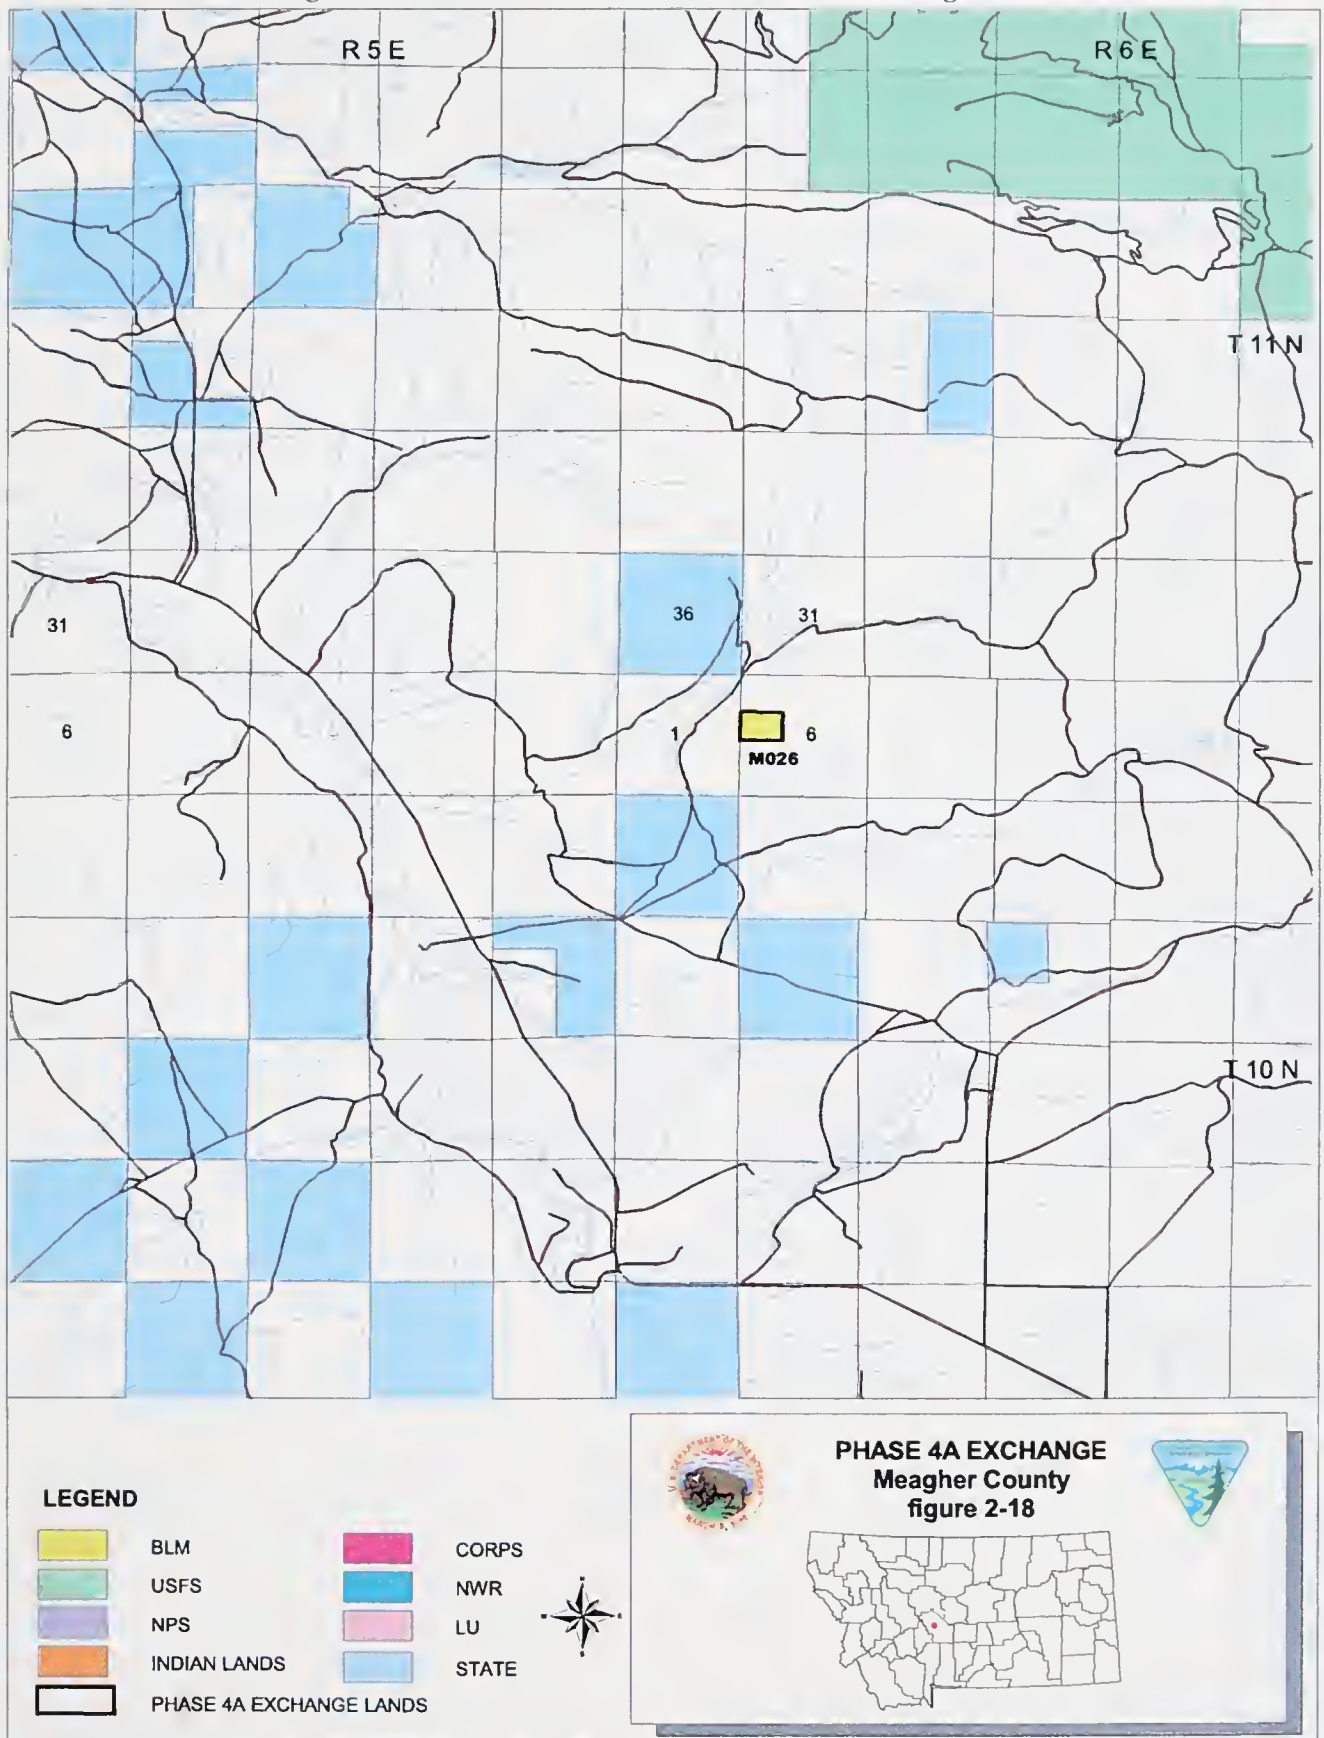 R 5 E
R 6 E
T 11 N
31
36
31
6
1
6
M026
T 10 N
PHASE 4A EXCHANGE
Meagher County
figure 2-18
LEGEND
BLM
CORPS
USFS
NWR
NPS
LU
INDIAN LANDS
STATE
PHASE 4A EXCHANGE LANDS